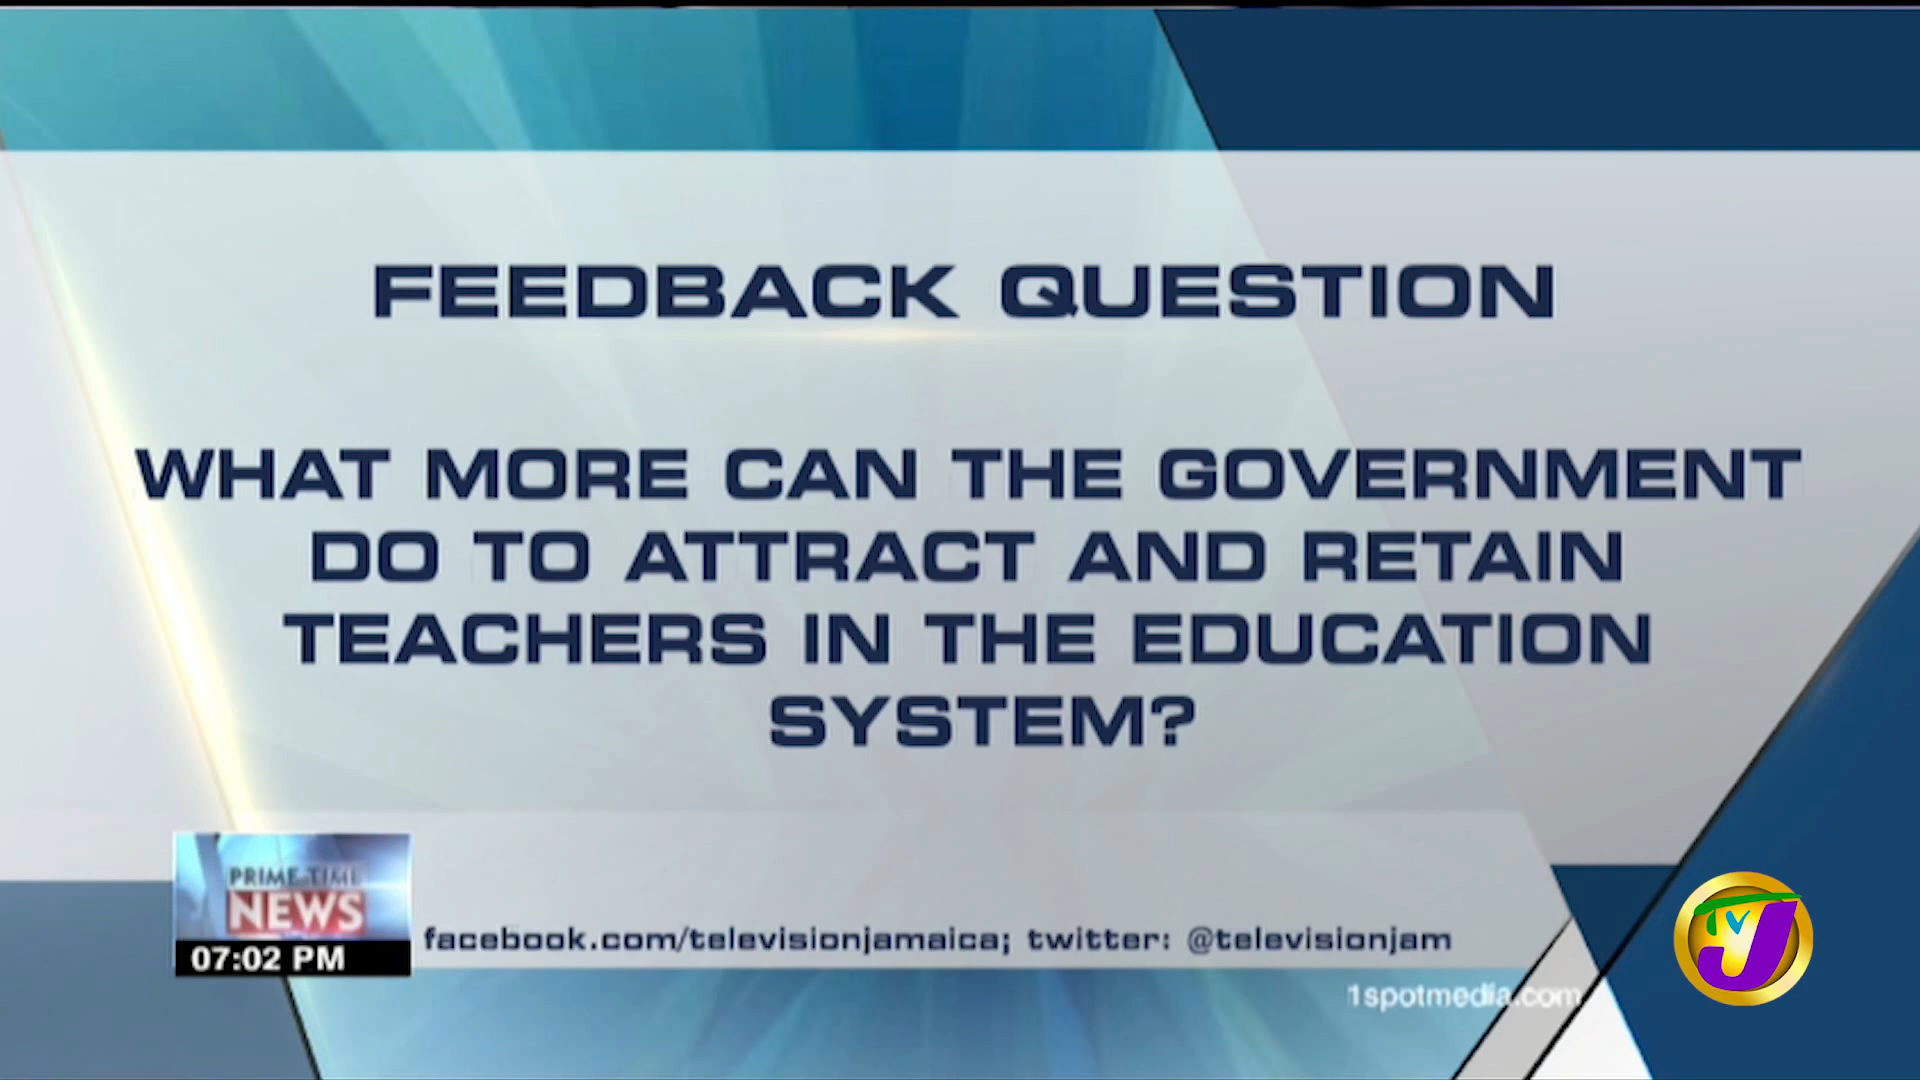 FEEDBACK QUESTION
WHAT MORE CAN THE GOVERNMENT
DO TO ATTRACT AND RETAIN
TEACHERS IN THE EDUCATION
SYSTEM?
PRIME TIME
NEWS
07:02 PM
facebook.com/televisionjamaica; twitter: @televisionjam
1spotmedia.com
TVJ